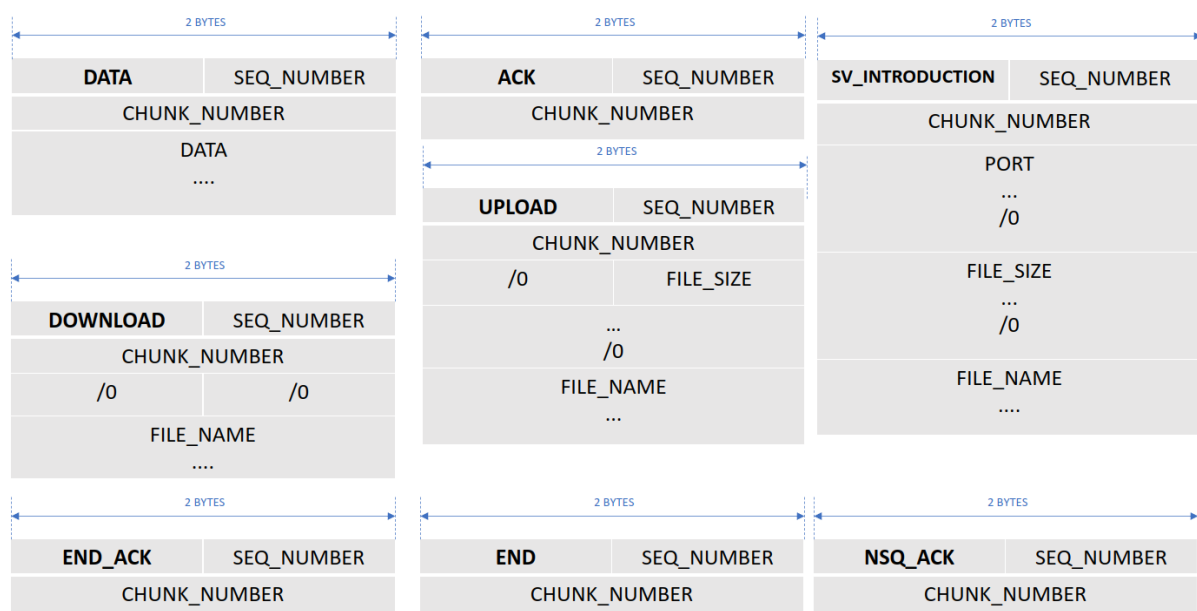 2 BYTES
DATA SEQ_NUMBER
CHUNK_NUMBER
DATA
....
2 BYTES
ACK SEQ_NUMBER
CHUNK_NUMBER
2 BYTES
SV_INTRODUCTION SEQ_NUMBER
CHUNK_NUMBER
PORT
...
/0
FILE_SIZE
...
/0
FILE_NAME
....
2 BYTES
UPLOAD SEQ_NUMBER
CHUNK_NUMBER
/0 FILE_SIZE
...
/0
FILE_NAME
...
2 BYTES
DOWNLOAD SEQ_NUMBER
CHUNK_NUMBER
/0 /0
FILE_NAME
....
2 BYTES
END_ACK SEQ_NUMBER
CHUNK_NUMBER
2 BYTES
END SEQ_NUMBER
CHUNK_NUMBER
2 BYTES
NSQ_ACK SEQ_NUMBER
CHUNK_NUMBER